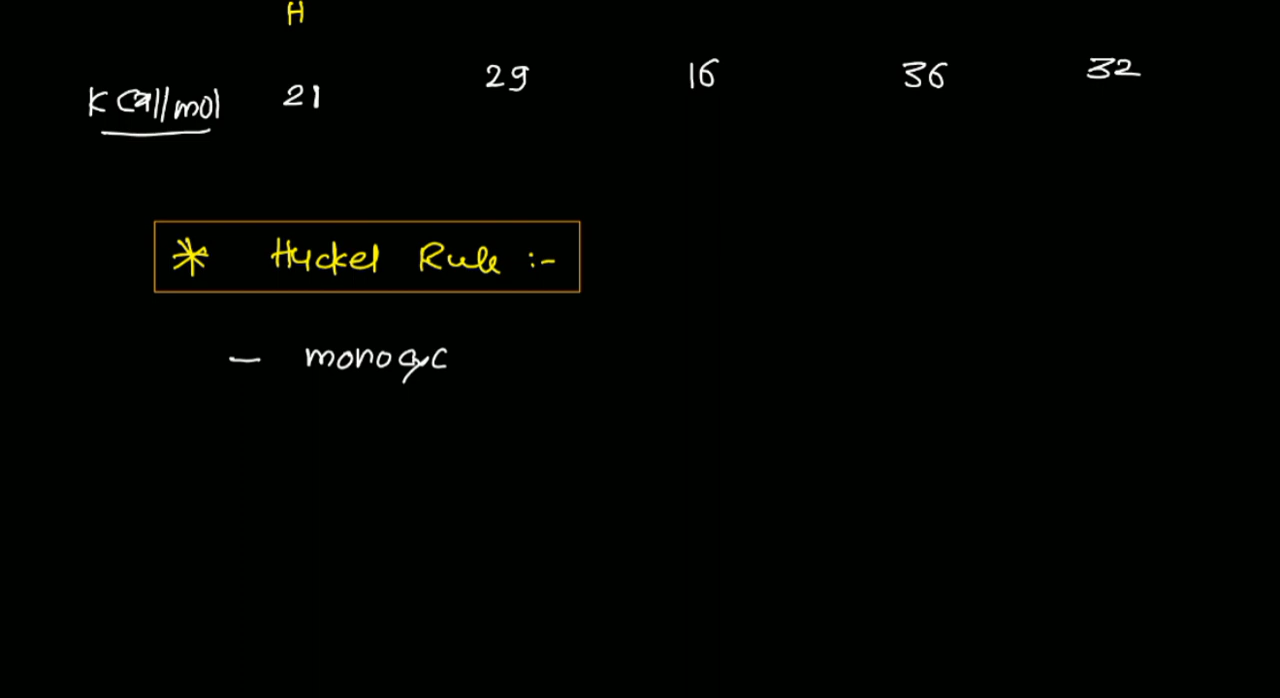 H
29 16 36 32
K Cal/mol 21
* Huckel Rule :-
— monocyc